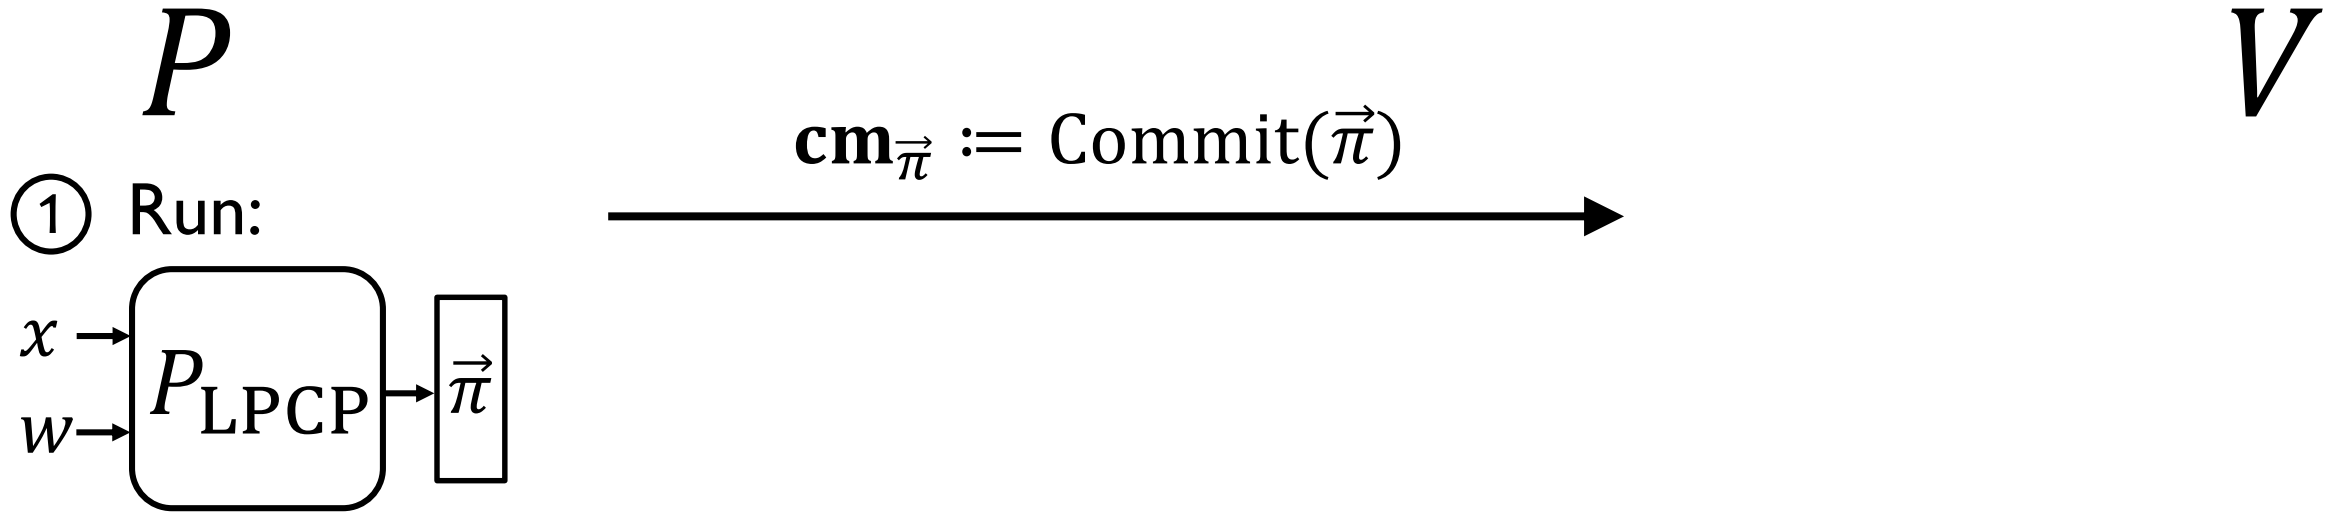 P
V
cm_π⃗ := Commit(π⃗)
1 Run:
x
P_LPCP
π⃗
w